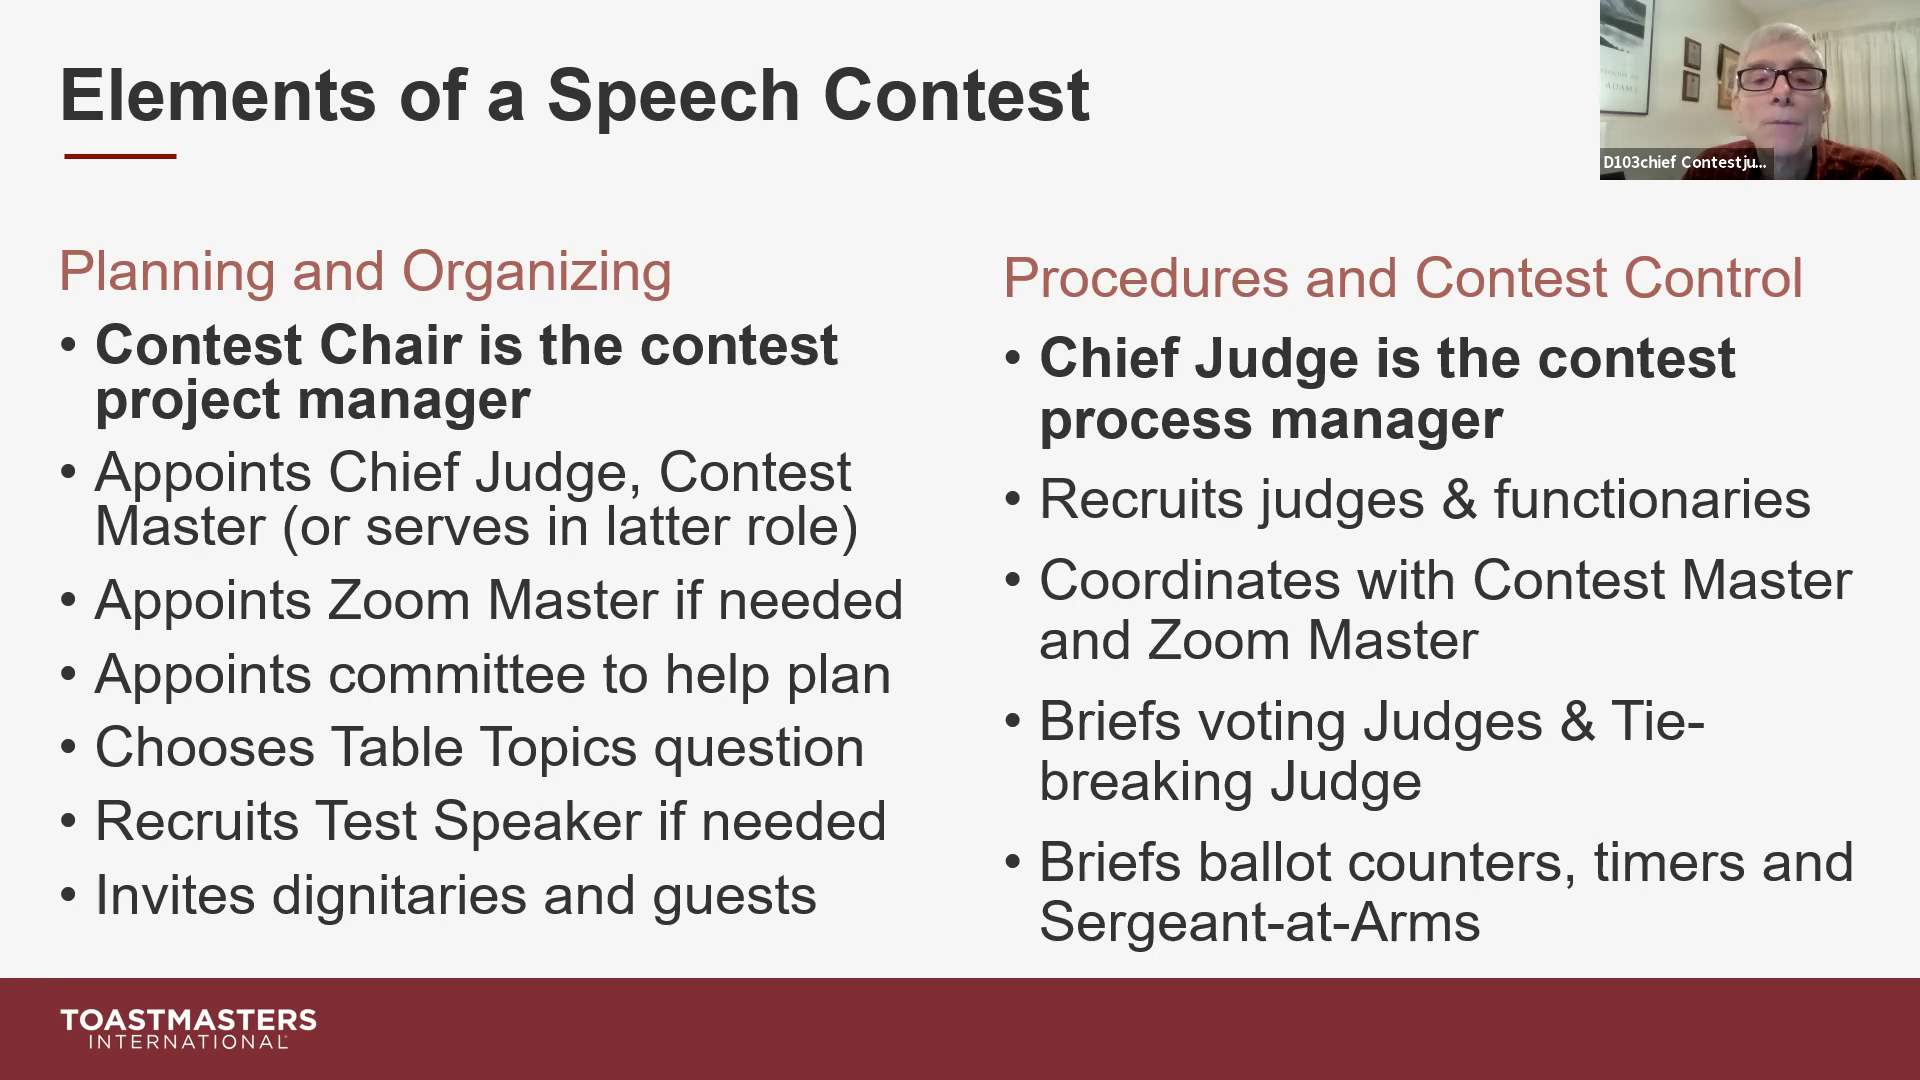 Elements of a Speech Contest
D103chief Contestju...
Planning and Organizing
• Contest Chair is the contest
project manager
• Appoints Chief Judge, Contest
Master (or serves in latter role)
• Appoints Zoom Master if needed
• Appoints committee to help plan
• Chooses Table Topics question
• Recruits Test Speaker if needed
• Invites dignitaries and guests
Procedures and Contest Control
• Chief Judge is the contest
process manager
• Recruits judges & functionaries
• Coordinates with Contest Master
and Zoom Master
• Briefs voting Judges & Tie-
breaking Judge
• Briefs ballot counters, timers and
Sergeant-at-Arms
TOASTMASTERS
INTERNATIONAL
ADAMS